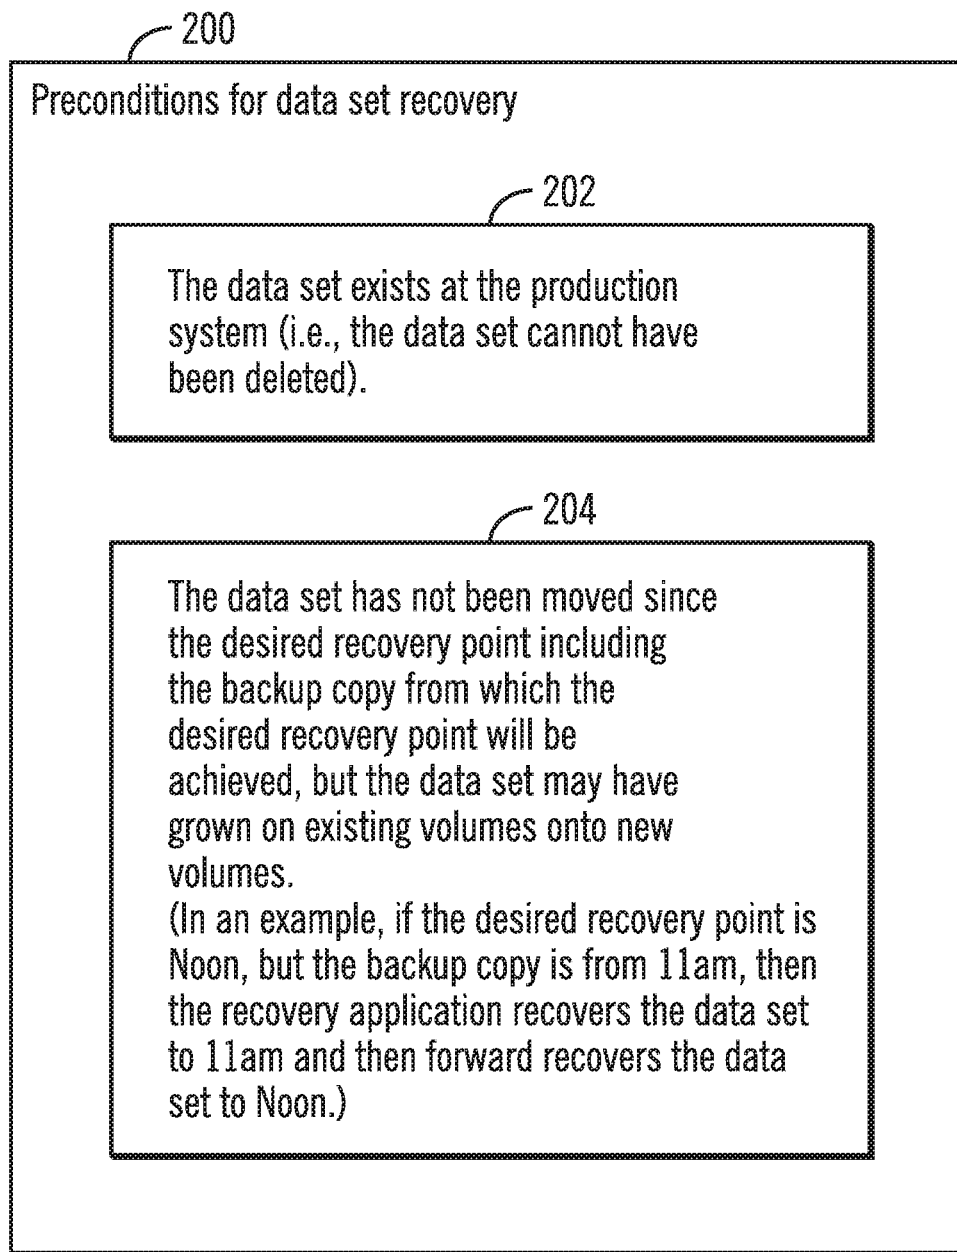 200
Preconditions for data set recovery
202
The data set exists at the production
system (i.e., the data set cannot have
been deleted).
204
The data set has not been moved since
the desired recovery point including
the backup copy from which the
desired recovery point will be
achieved, but the data set may have
grown on existing volumes onto new
volumes.
(In an example, if the desired recovery point is
Noon, but the backup copy is from 11am, then
the recovery application recovers the data set
to 11am and then forward recovers the data
set to Noon.)